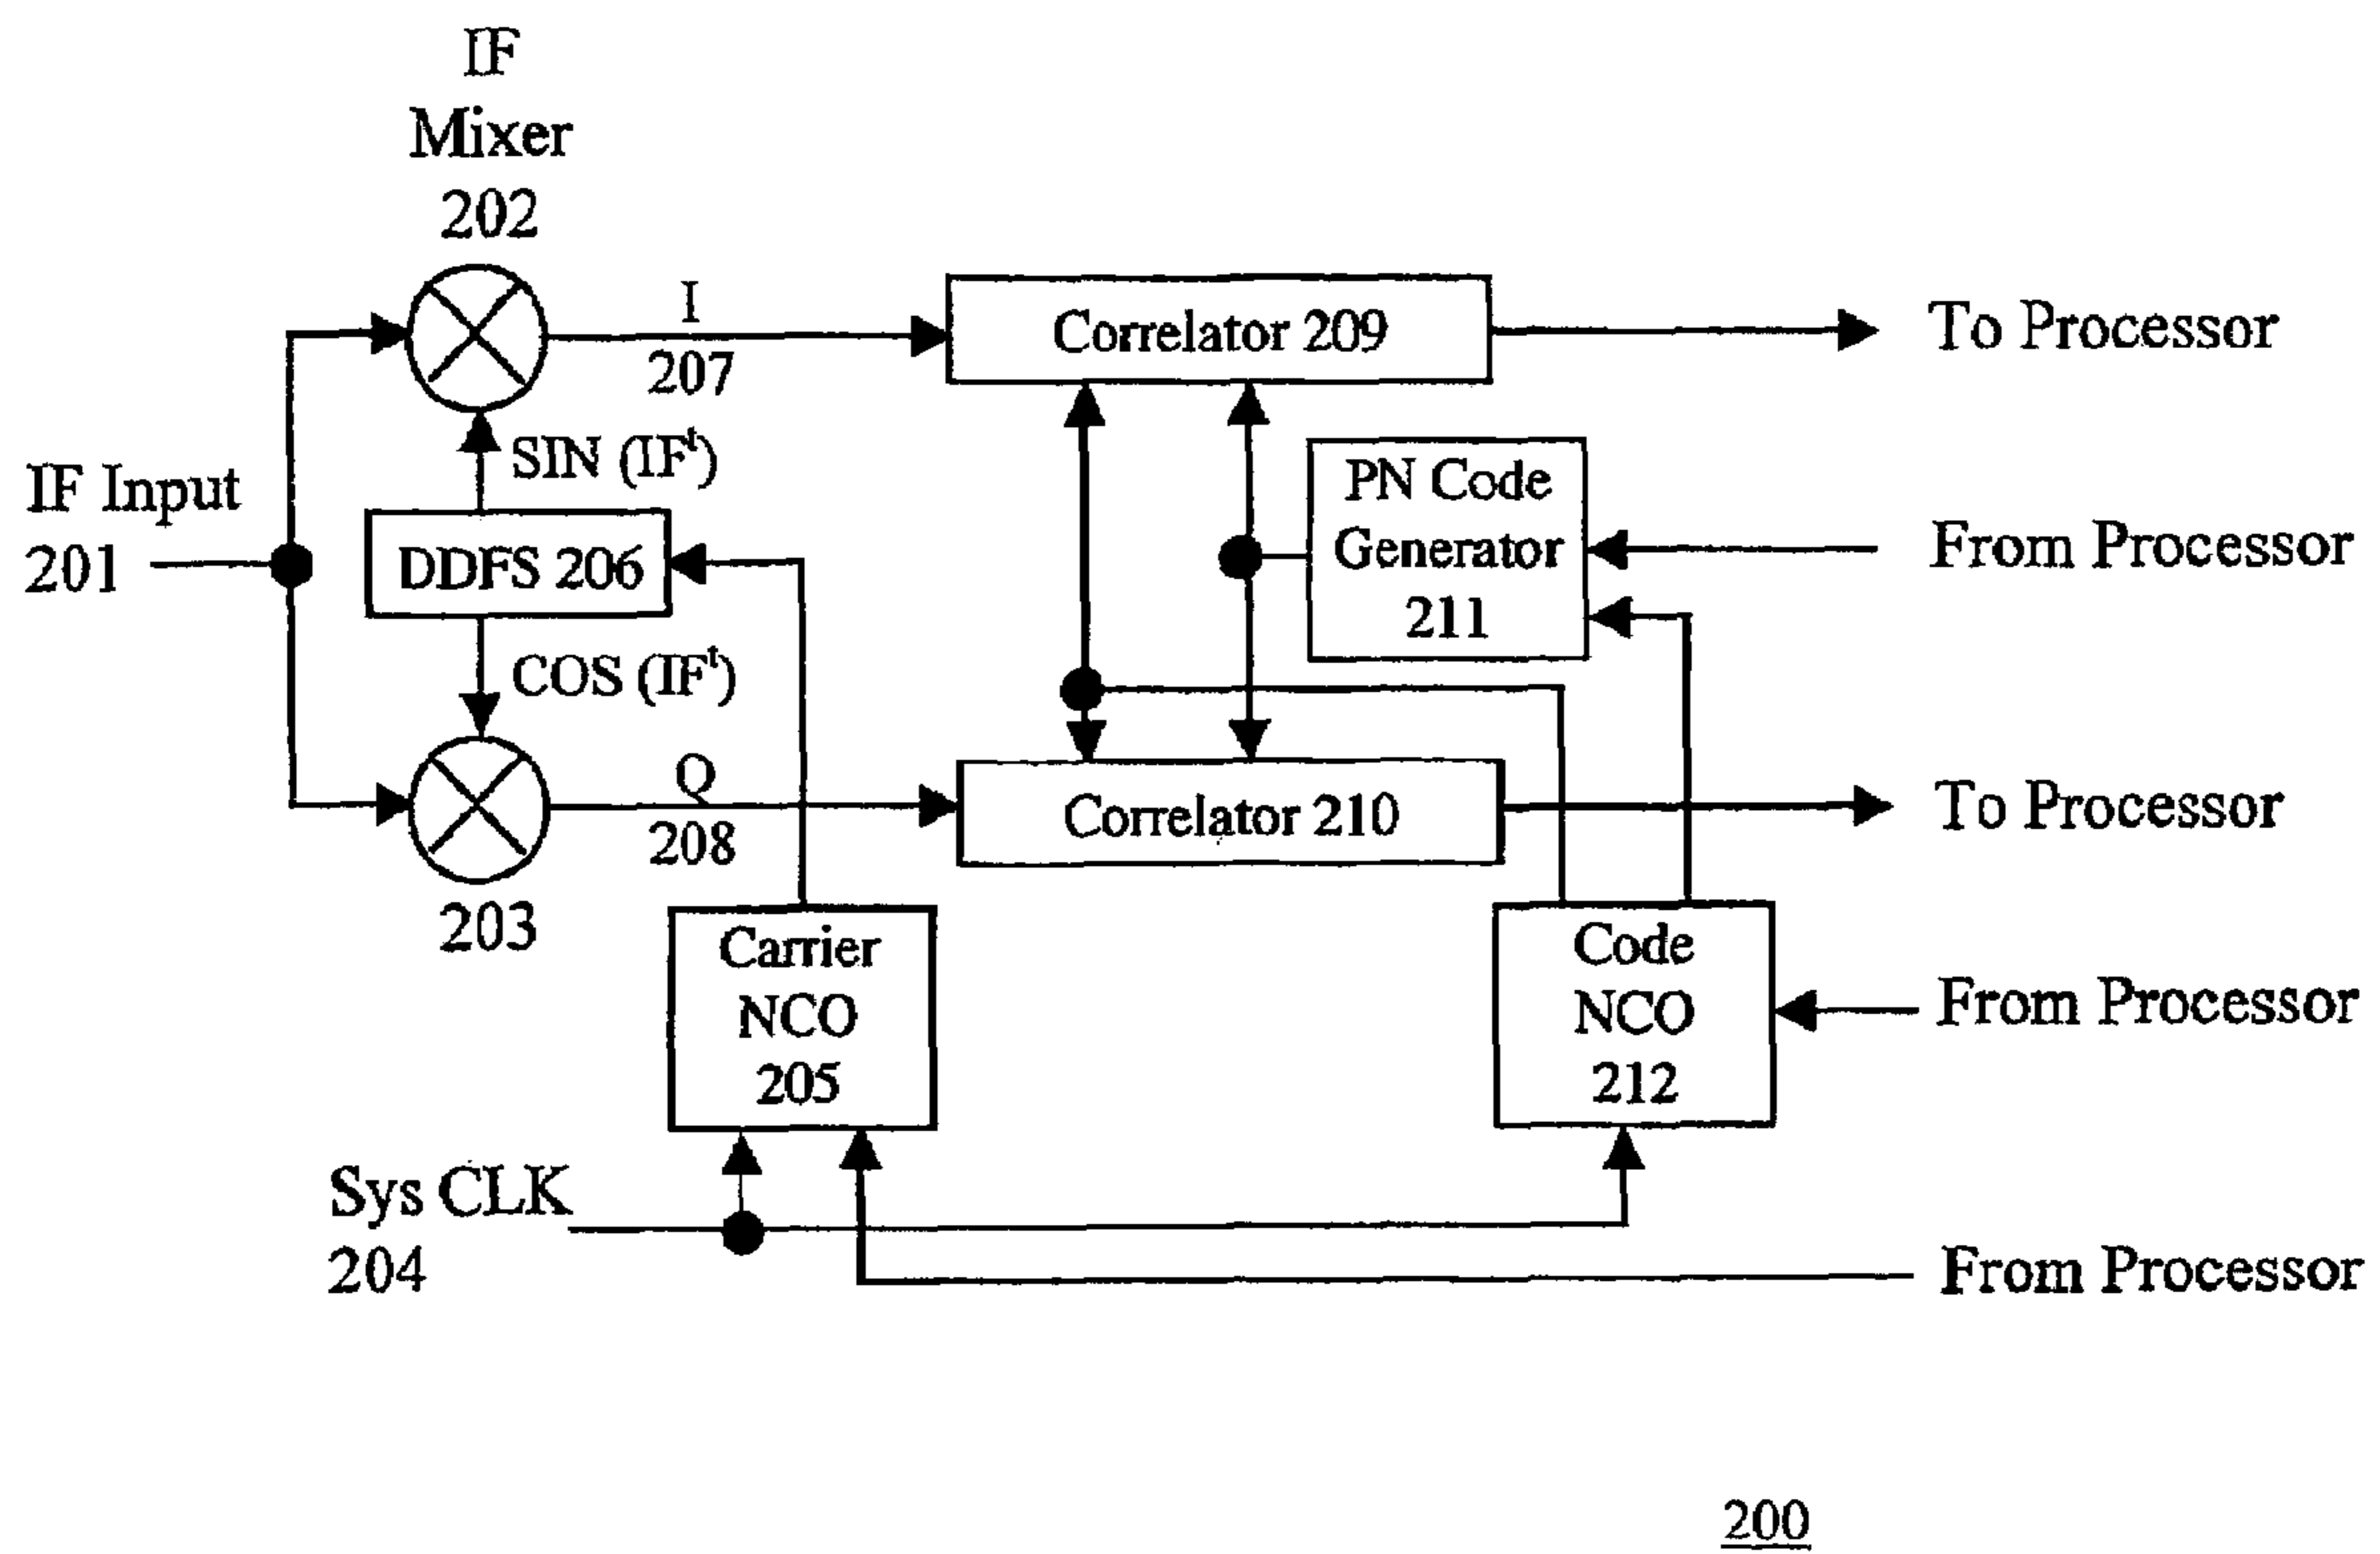 IF
Mixer
202
I
207
Correlator 209
To Processor
SIN (IFᵗ)
IF Input
201
DDFS 206
PN Code
Generator
211
From Processor
COS (IFᵗ)
Q
208
Correlator 210
To Processor
203
Carrier
NCO
205
Code
NCO
212
From Processor
Sys CLK
204
From Processor
200